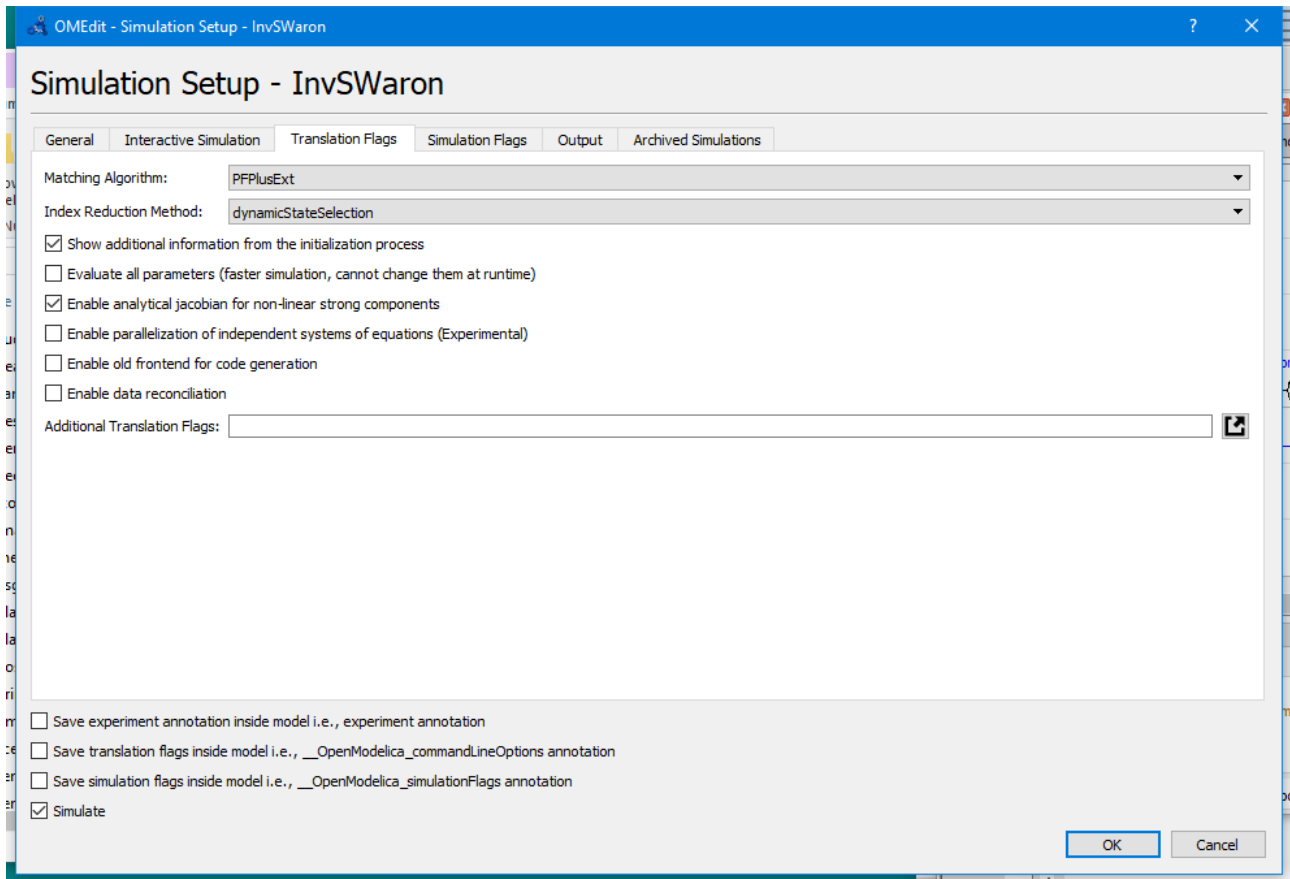 OMEdit - Simulation Setup - InvSWaron
Simulation Setup - InvSWaron
General Interactive Simulation Translation Flags Simulation Flags Output Archived Simulations
Matching Algorithm: PFPlusExt
Index Reduction Method: dynamicStateSelection
Show additional information from the initialization process
Evaluate all parameters (faster simulation, cannot change them at runtime)
Enable analytical jacobian for non-linear strong components
Enable parallelization of independent systems of equations (Experimental)
Enable old frontend for code generation
Enable data reconciliation
Additional Translation Flags:
Save experiment annotation inside model i.e., experiment annotation
Save translation flags inside model i.e., __OpenModelica_commandLineOptions annotation
Save simulation flags inside model i.e., __OpenModelica_simulationFlags annotation
Simulate
OK Cancel